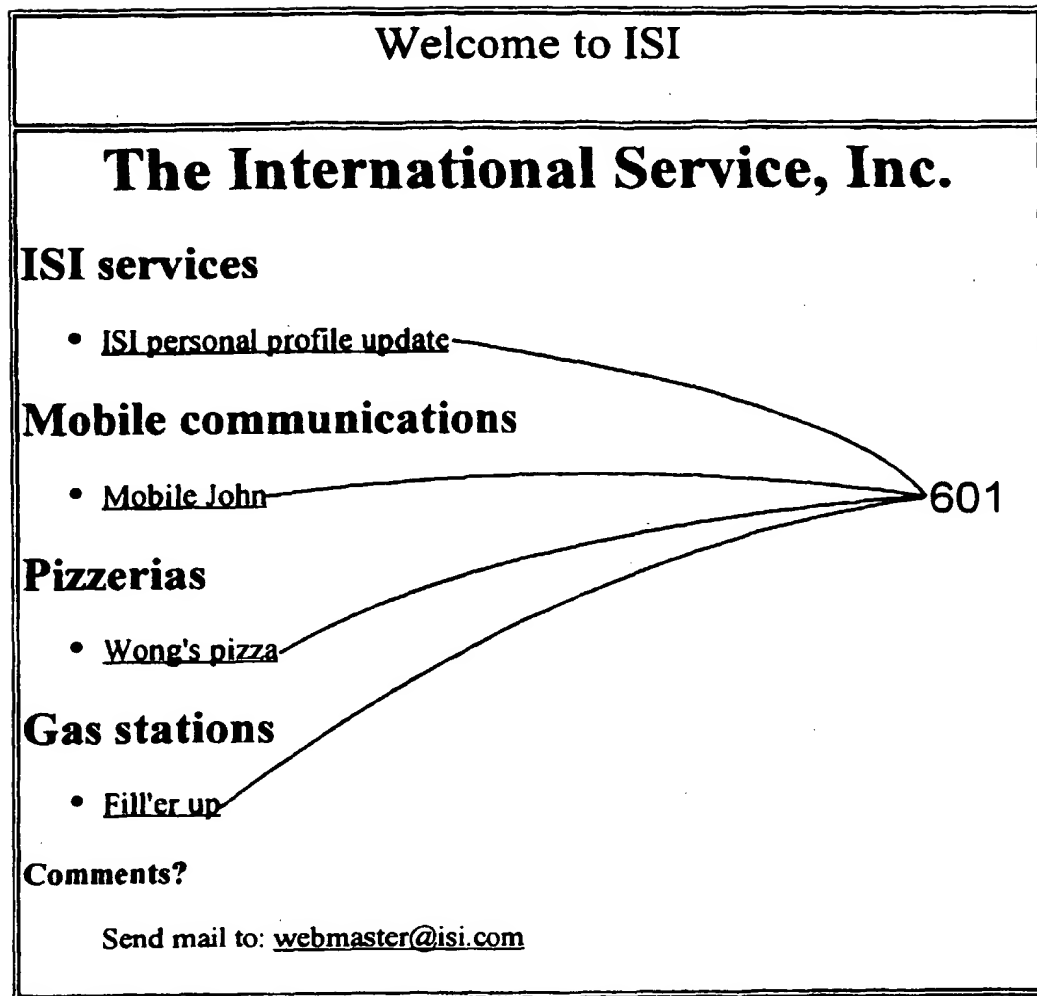 Welcome to ISI
The International Service, Inc.
ISI services
• ISI personal profile update
Mobile communications
• Mobile John
601
Pizzerias
• Wong's pizza
Gas stations
• Fill'er up
Comments?
Send mail to: webmaster@isi.com